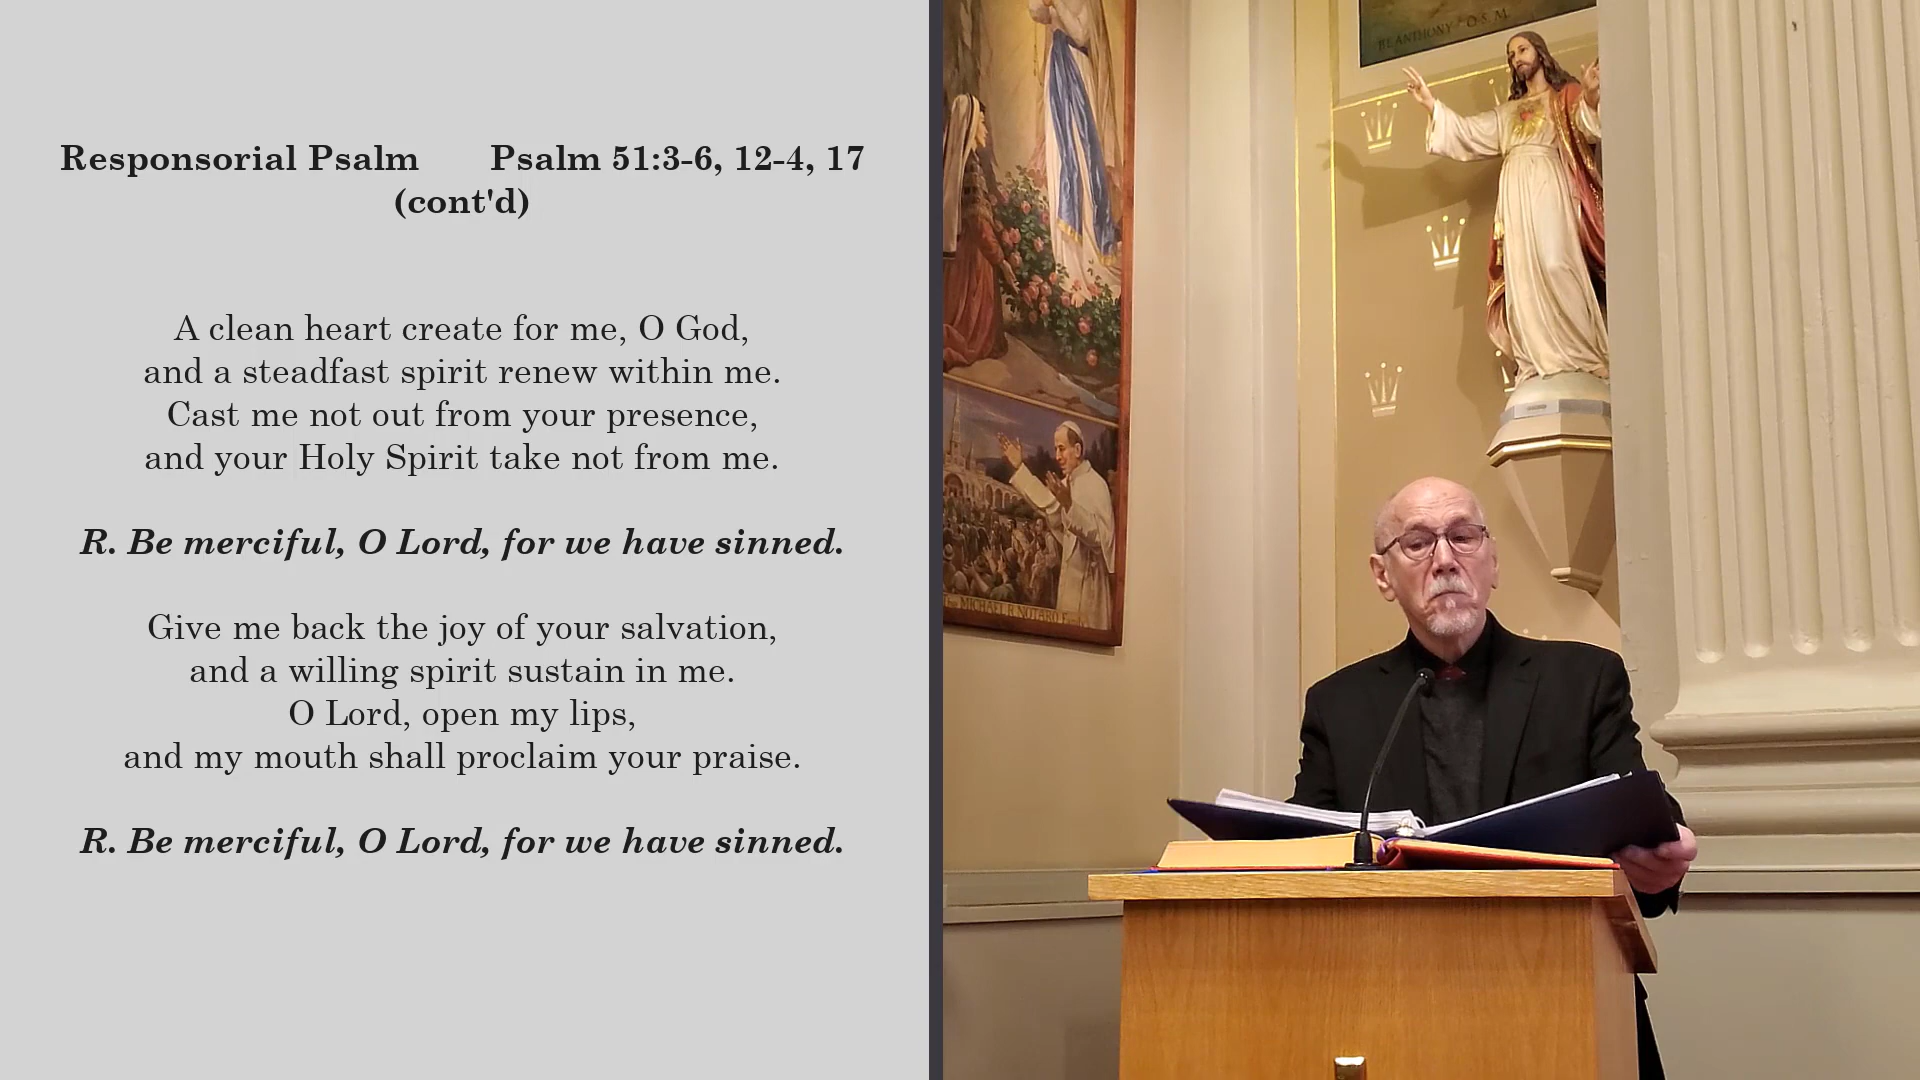 Responsorial Psalm Psalm 51:3-6, 12-4, 17
(cont'd)
A clean heart create for me, O God,
and a steadfast spirit renew within me.
Cast me not out from your presence,
and your Holy Spirit take not from me.
R. Be merciful, O Lord, for we have sinned.
Give me back the joy of your salvation,
and a willing spirit sustain in me.
O Lord, open my lips,
and my mouth shall proclaim your praise.
R. Be merciful, O Lord, for we have sinned.
ANTHONY O.S.M.
MICHAEL R. NOTARO